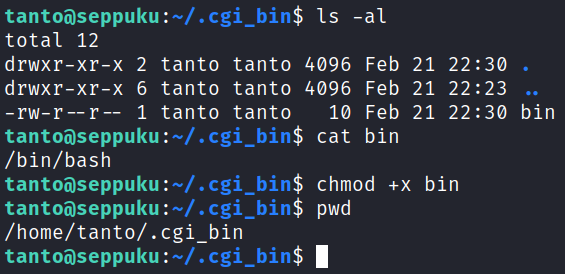 tanto@seppuku:~/.cgi_bin$ ls -al
total 12
drwxr-xr-x 2 tanto tanto 4096 Feb 21 22:30 .
drwxr-xr-x 6 tanto tanto 4096 Feb 21 22:23 ..
-rw-r--r-- 1 tanto tanto   10 Feb 21 22:30 bin
tanto@seppuku:~/.cgi_bin$ cat bin
/bin/bash
tanto@seppuku:~/.cgi_bin$ chmod +x bin
tanto@seppuku:~/.cgi_bin$ pwd
/home/tanto/.cgi_bin
tanto@seppuku:~/.cgi_bin$